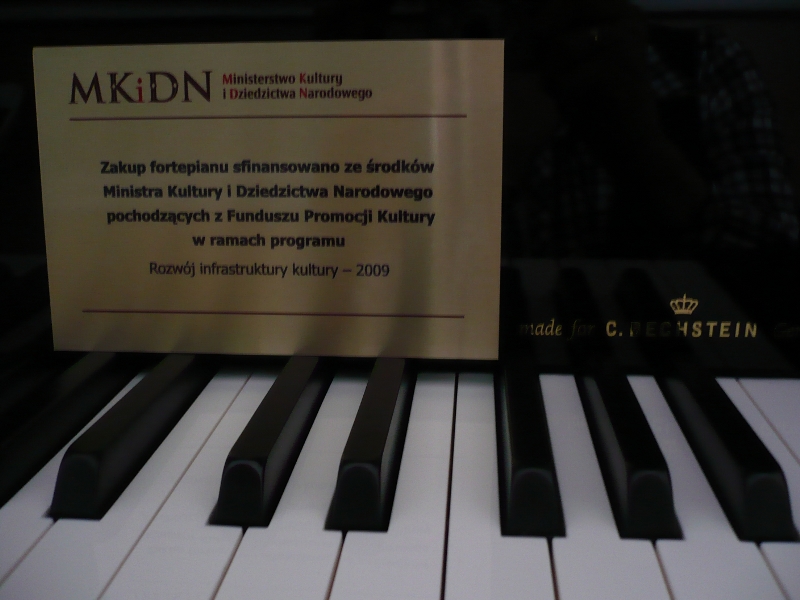 MKiDN
Ministerstwo Kultury
i Dziedzictwa Narodowego
Zakup fortepianu sfinansowano ze środków
Ministra Kultury i Dziedzictwa Narodowego
pochodzących z Funduszu Promocji Kultury
w ramach programu
Rozwój infrastruktury kultury – 2009
made for C. BECHSTEIN